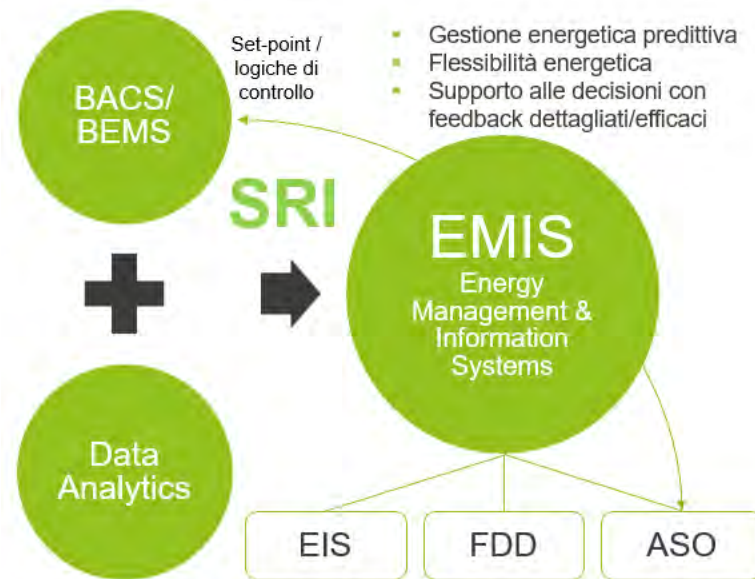 BACS/
BEMS
Set-point /
logiche di
controllo
Gestione energetica predittiva
Flessibilità energetica
Supporto alle decisioni con
feedback dettagliati/efficaci
SRI
EMIS
Energy
Management &
Information
Systems
Data
Analytics
EIS
FDD
ASO